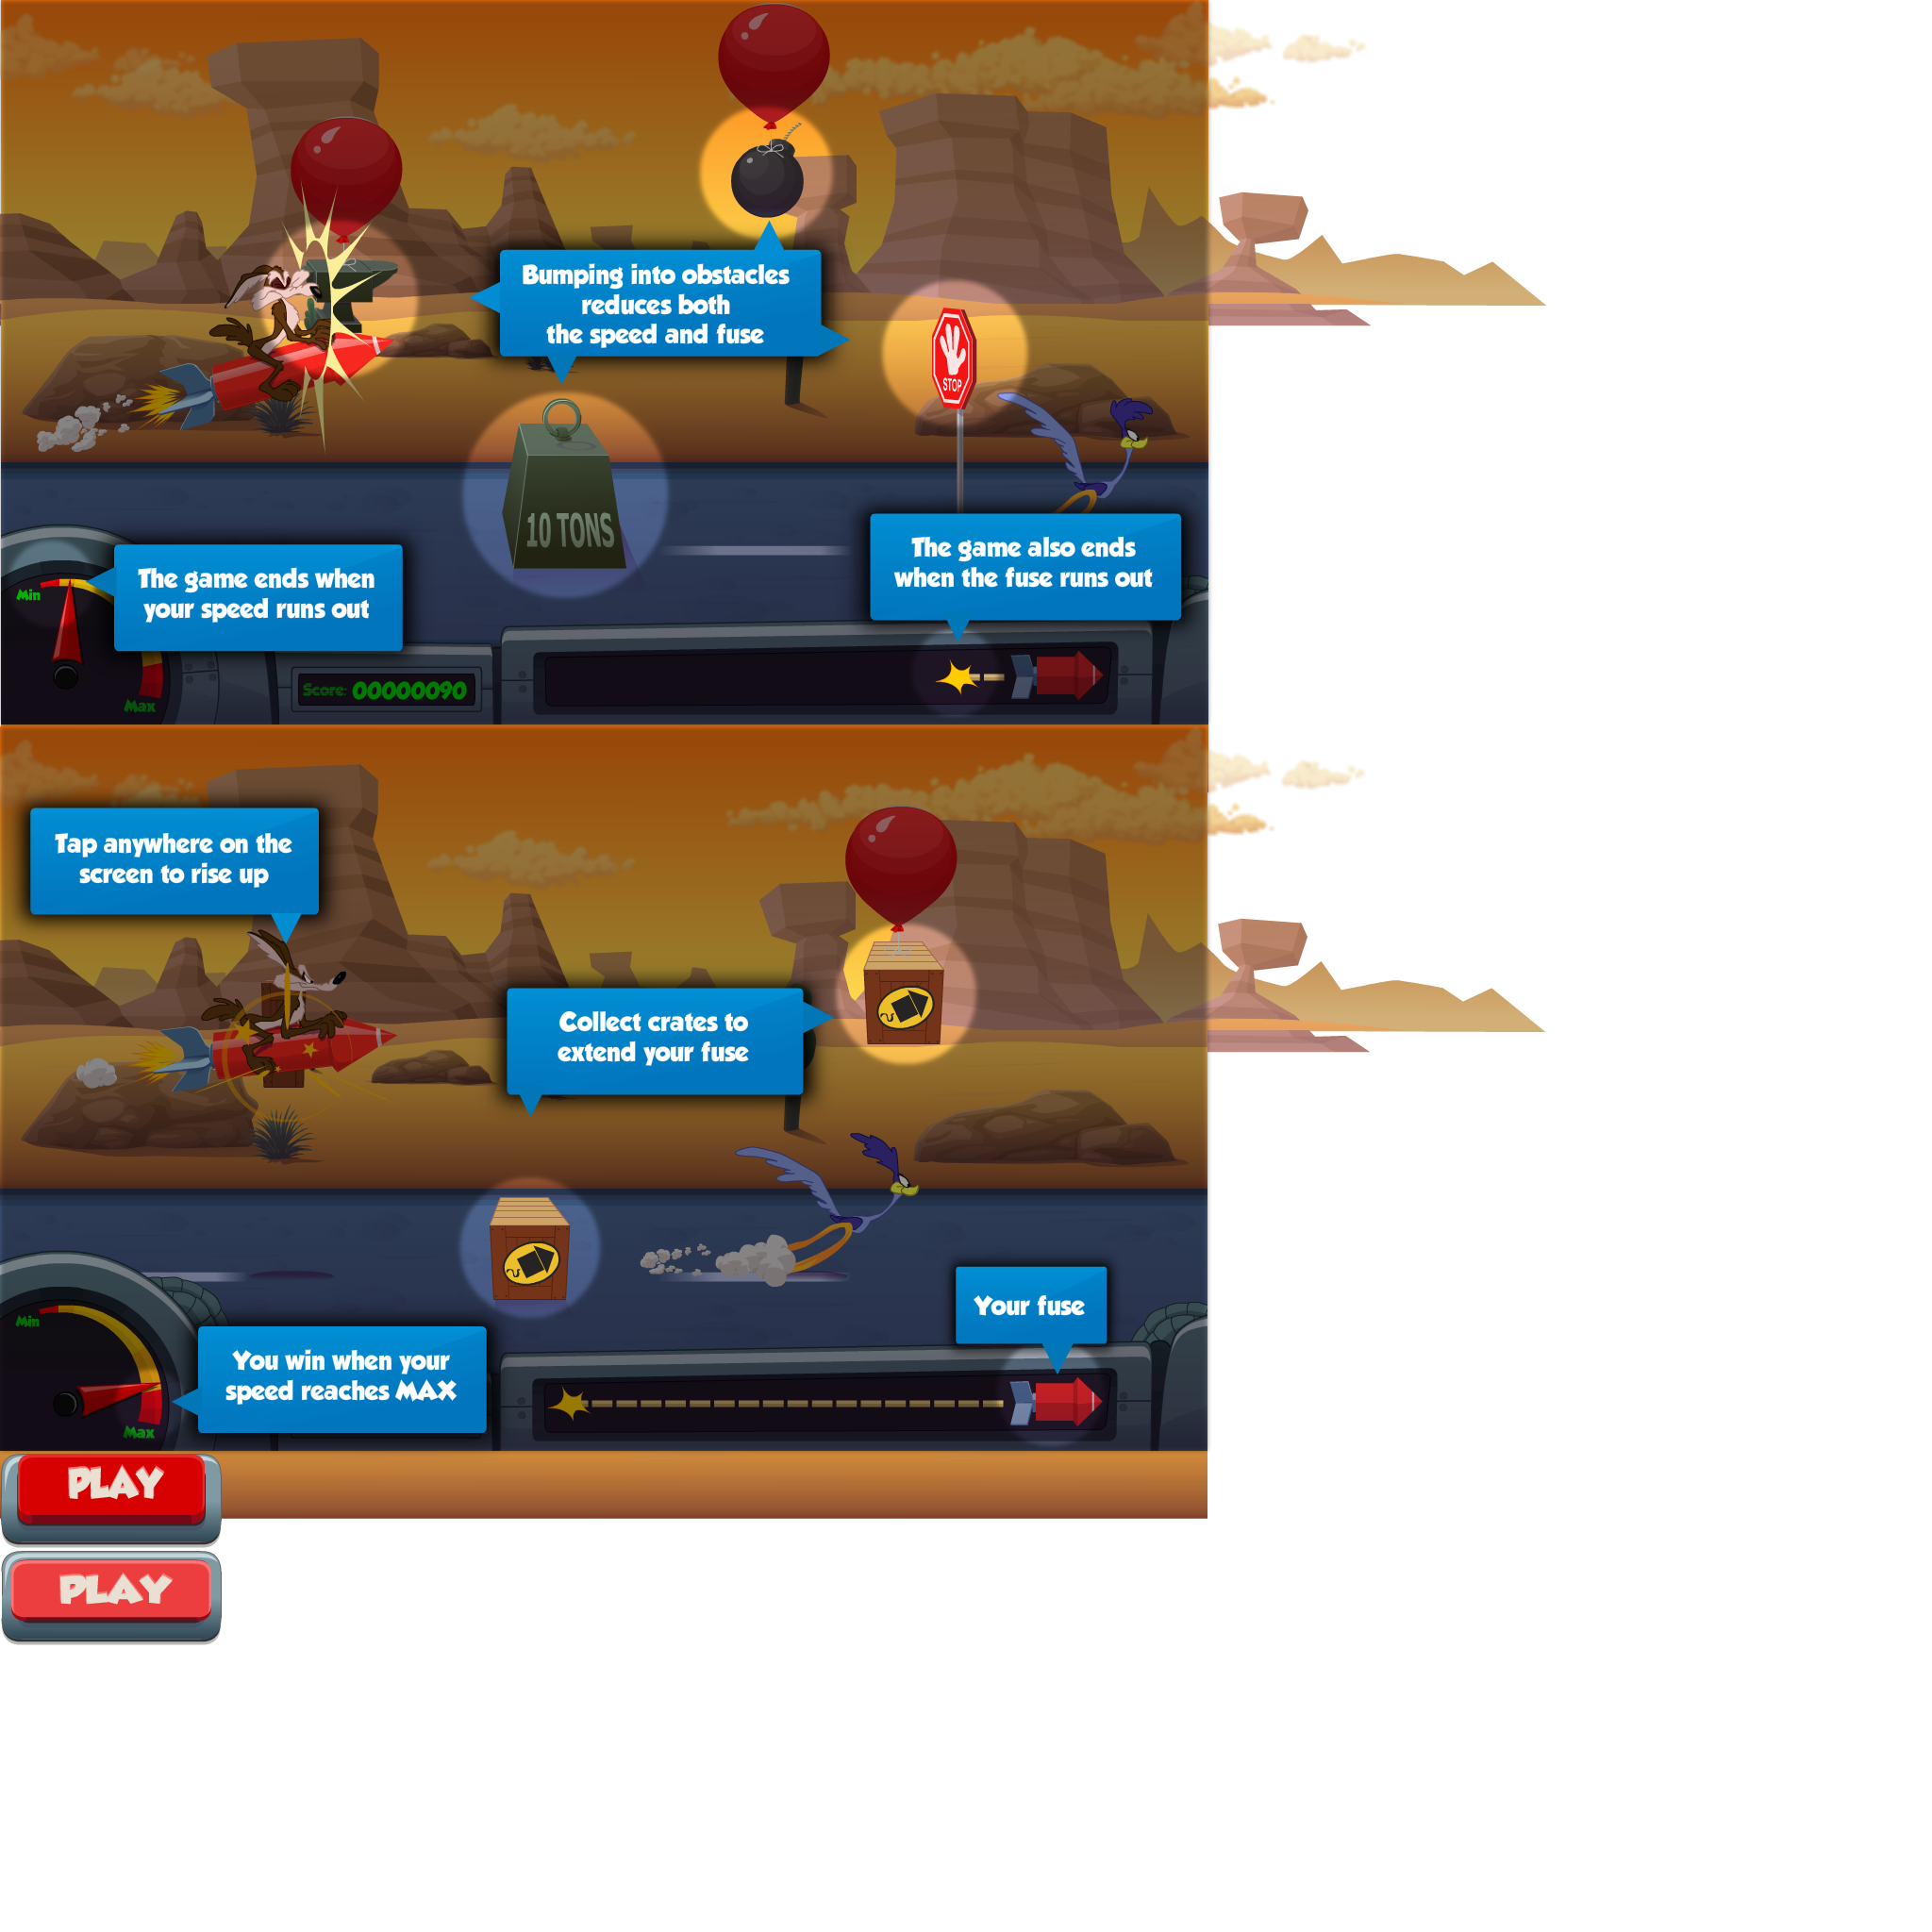 Bumping into obstacles
reduces both
the speed and fuse
STOP
10 TONS
The game ends when
your speed runs out
The game also ends
when the fuse runs out
Min
Max
Score: 00000090
Tap anywhere on the
screen to rise up
Collect crates to
extend your fuse
Your fuse
Min
You win when your
speed reaches MAX
Max
PLAY
PLAY